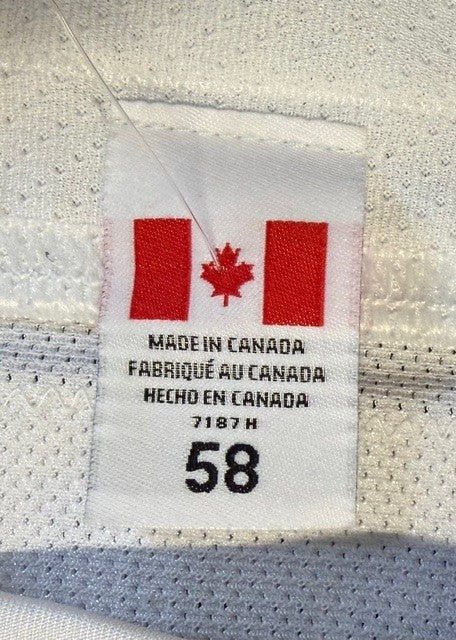 MADE IN CANADA
FABRIQUÉ AU CANADA
HECHO EN CANADA
7187 H
58